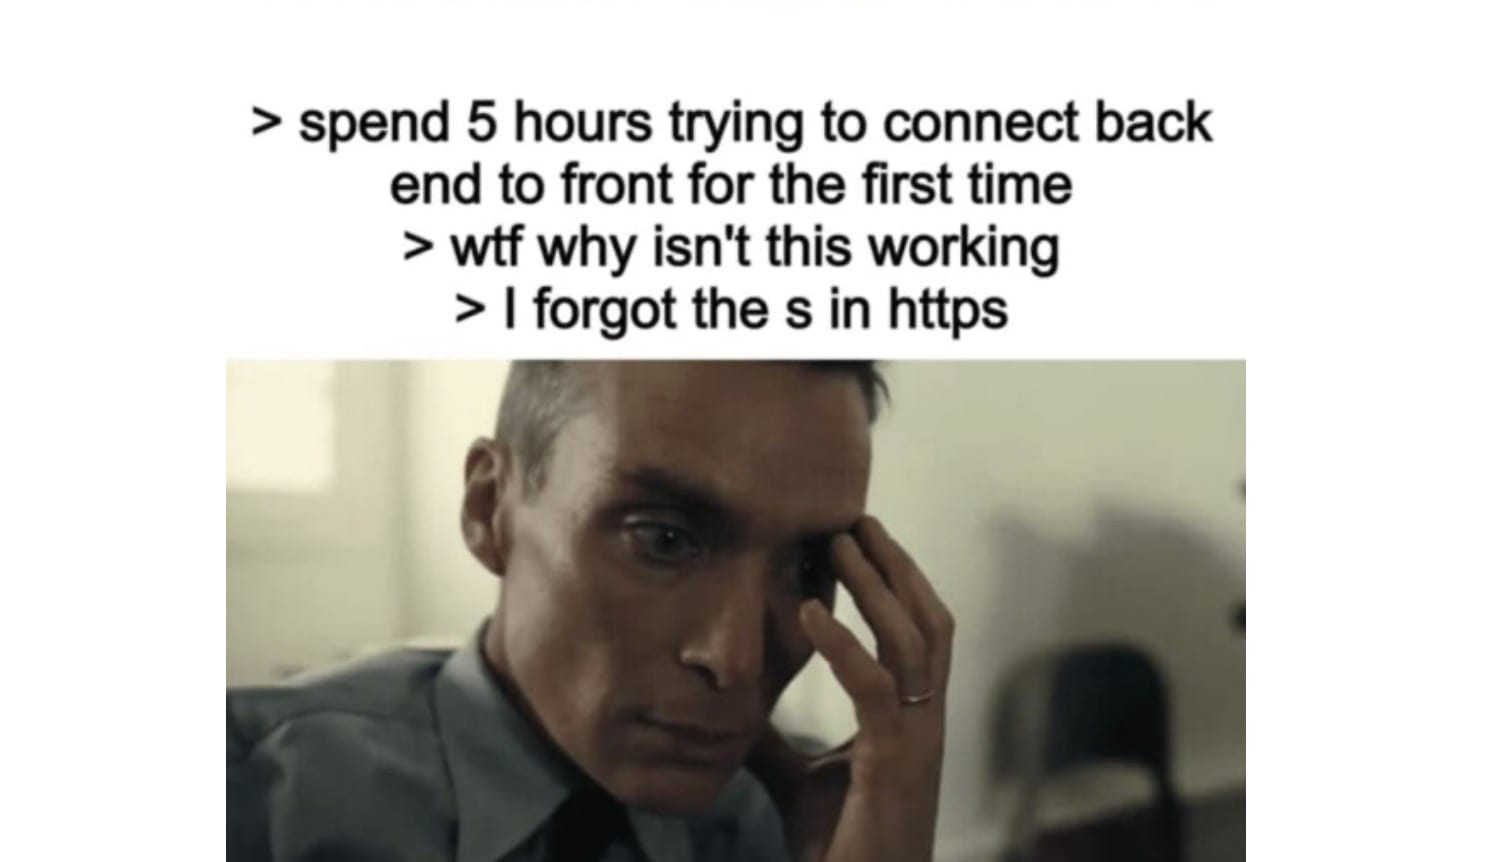 > spend 5 hours trying to connect back
end to front for the first time
> wtf why isn't this working
> I forgot the s in https